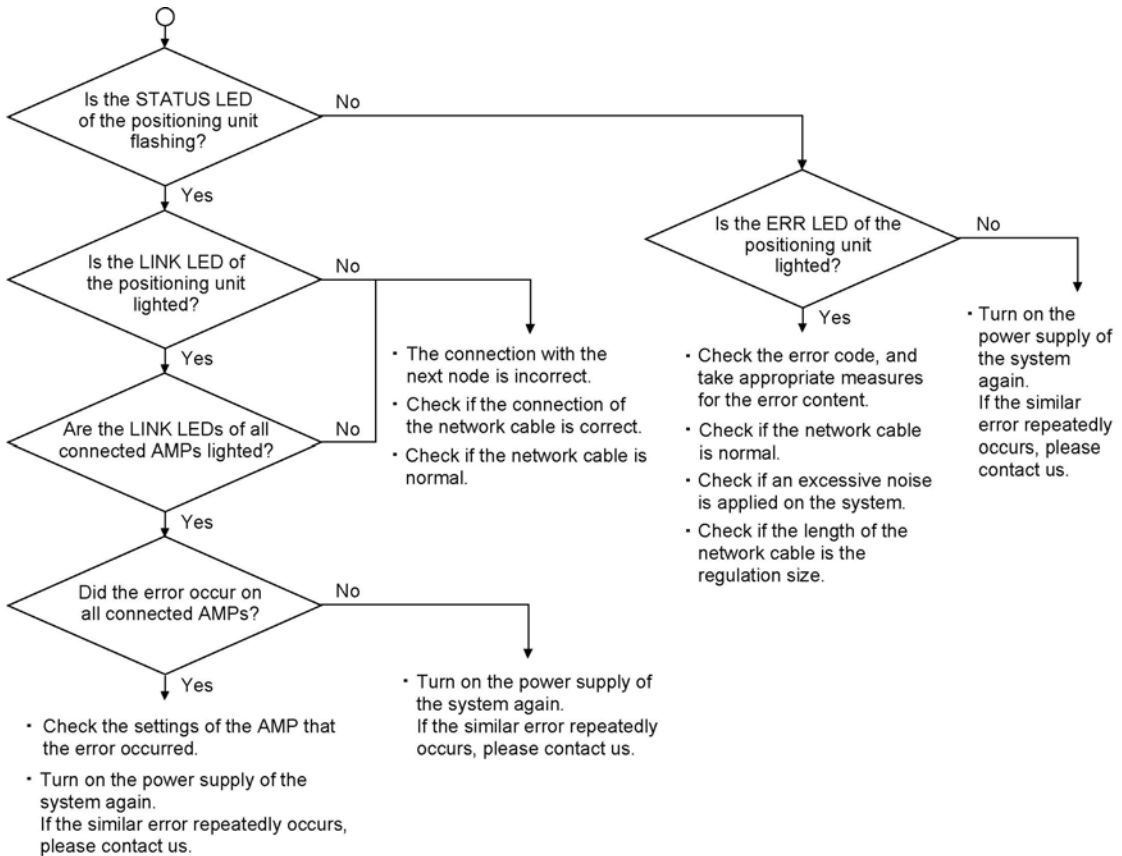 Is the STATUS LED
of the positioning unit
flashing?
No
Yes
Is the ERR LED of the
positioning unit
lighted?
No
Yes
Is the LINK LED of
the positioning unit
lighted?
No
Yes
・Turn on the
power supply of
the system
again.
If the similar
error repeatedly
occurs, please
contact us.
・The connection with the
next node is incorrect.
・Check if the connection of
the network cable is correct.
・Check if the network cable is
normal.
・Check the error code, and
take appropriate measures
for the error content.
・Check if the network cable
is normal.
・Check if an excessive noise
is applied on the system.
・Check if the length of the
network cable is the
regulation size.
Are the LINK LEDs of all
connected AMPs lighted?
No
Yes
Did the error occur on
all connected AMPs?
No
Yes
・Turn on the power supply of
the system again.
If the similar error repeatedly
occurs, please contact us.
・Check the settings of the AMP that
the error occurred.
・Turn on the power supply of the
system again.
If the similar error repeatedly occurs,
please contact us.